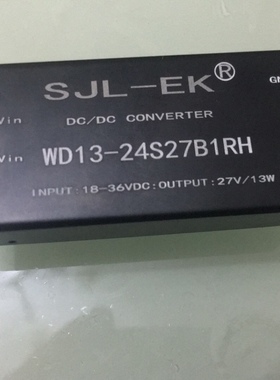 SJL-EK®
Vin DC/DC CONVERTER
Vin WD13-24S27B1RH
INPUT:18-36VDC:OUTPUT:27V/13W